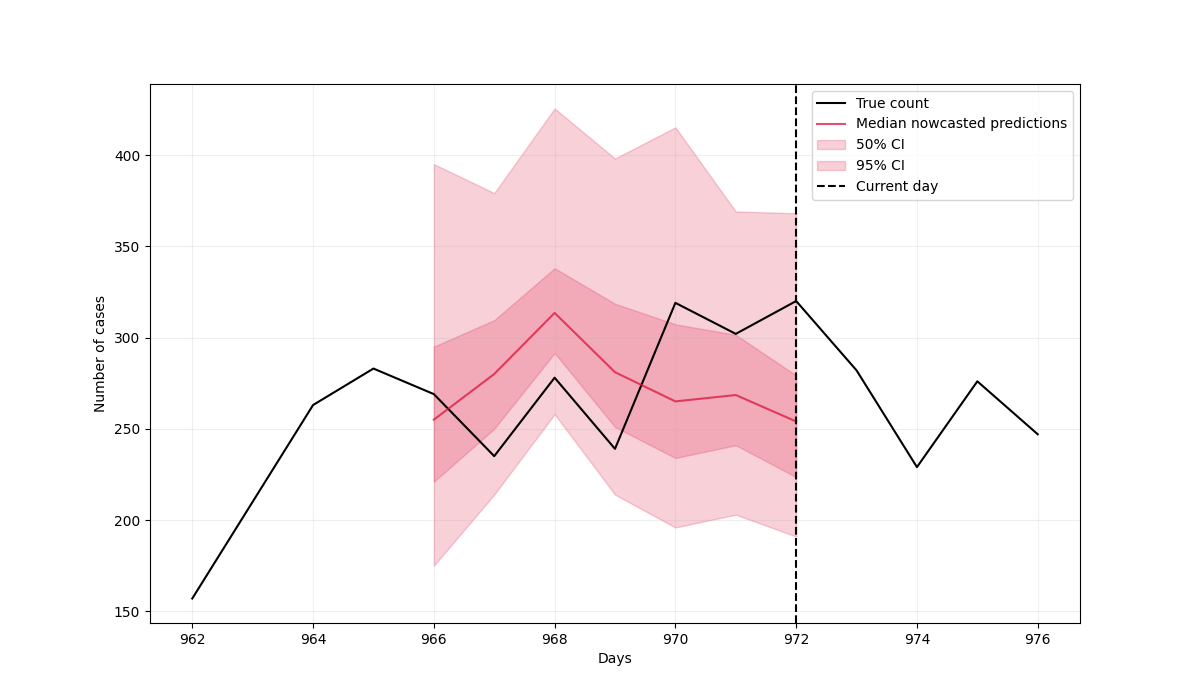 True count
Median nowcasted predictions
50% CI
95% CI
Current day
400
350
300
250
200
150
Number of cases
962 964 966 968 970 972 974 976
Days